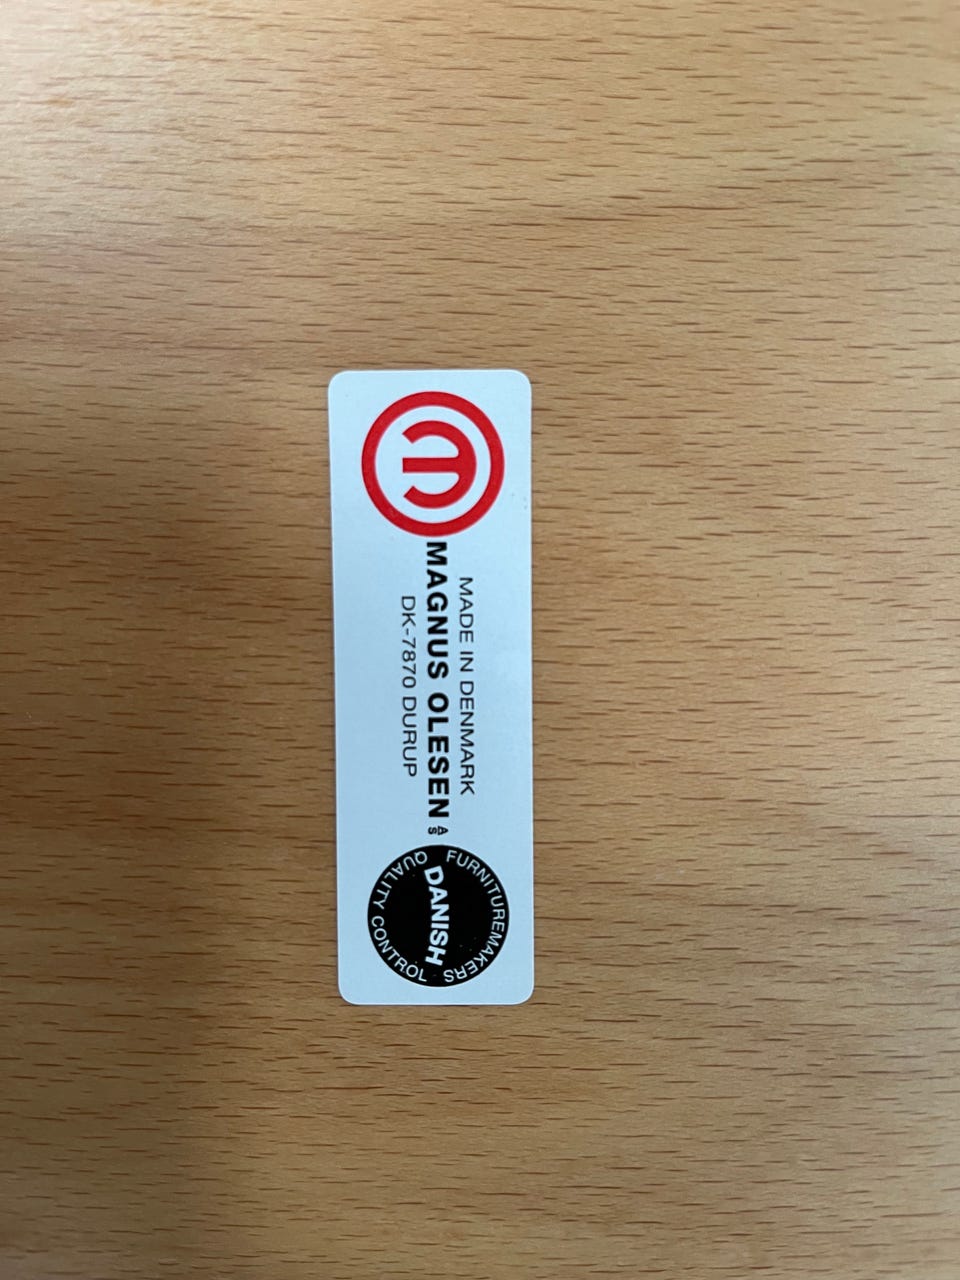 MADE IN DENMARK
MAGNUS OLESEN A/S
DK-7870 DURUP
FURNITUREMAKERS
DANISH
QUALITY CONTROL